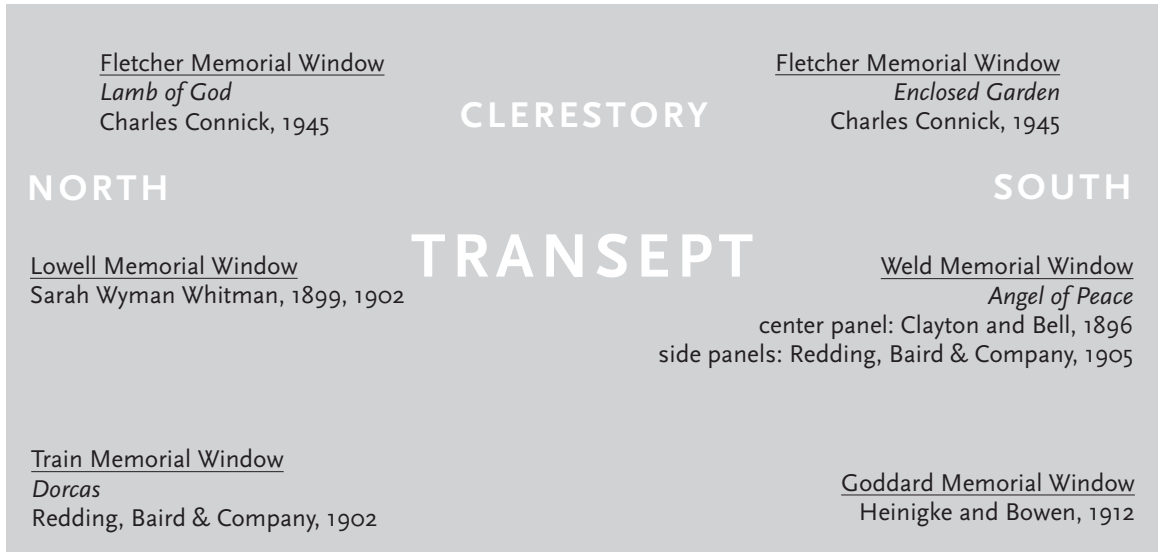 Fletcher Memorial Window
Lamb of God
Charles Connick, 1945
CLERESTORY
Fletcher Memorial Window
Enclosed Garden
Charles Connick, 1945
NORTH
SOUTH
TRANSEPT
Lowell Memorial Window
Sarah Wyman Whitman, 1899, 1902
Weld Memorial Window
Angel of Peace
center panel: Clayton and Bell, 1896
side panels: Redding, Baird & Company, 1905
Train Memorial Window
Dorcas
Redding, Baird & Company, 1902
Goddard Memorial Window
Heinigke and Bowen, 1912